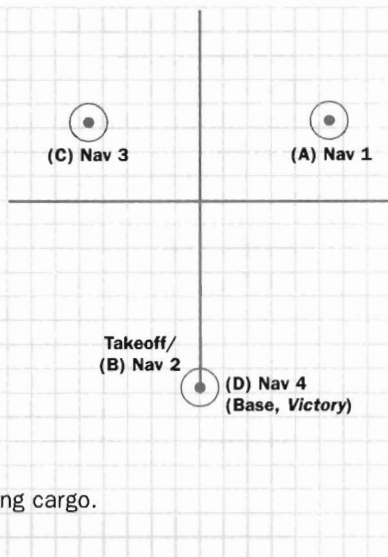 (C) Nav 3
(A) Nav 1
Takeoff/
(B) Nav 2
(D) Nav 4
(Base, Victory)
ng cargo.